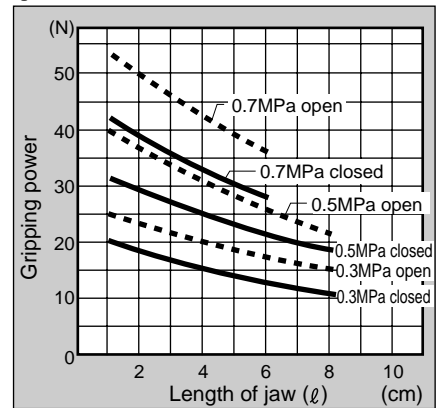 (N)
50
40
30
20
10
0
Gripping power
0.7MPa open
0.7MPa closed
0.5MPa open
0.5MPa closed
0.3MPa open
0.3MPa closed
2 4 6 8 10
Length of jaw (ℓ) (cm)